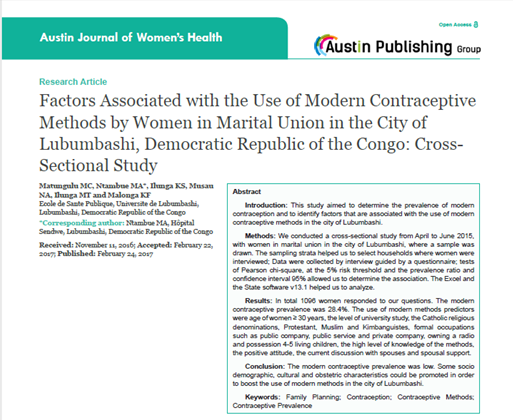 Open Access
Austin Journal of Women's Health
Austin Publishing Group
Research Article
Factors Associated with the Use of Modern Contraceptive
Methods by Women in Marital Union in the City of
Lubumbashi, Democratic Republic of the Congo: Cross-
Sectional Study
Matungulu MC, Ntambue MA*, Ilunga KS, Musau
NA, Ilunga MT and Malonga KF
Ecole de Sante Publique, Universite de Lubumbashi,
Lubumbashi, Democratic Republic of the Congo
*Corresponding author: Ntambue MA, Hôpital
Sendwe, Lubumbashi, Democratic Republic of the Congo
Received: November 11, 2016; Accepted: February 22,
2017; Published: February 24, 2017
Abstract
Introduction: This study aimed to determine the prevalence of modern
contraception and to identify factors that are associated with the use of modern
contraceptive methods in the city of Lubumbashi.
Methods: We conducted a cross-sectional study from April to June 2015,
with women in marital union in the city of Lubumbashi, where a sample was
drawn. The sampling strata helped us to select households where women were
interviewed; Data were collected by interview guided by a questionnaire; tests
of Pearson chi-square, at the 5% risk threshold and the prevalence ratio and
confidence interval 95% allowed us to determine the association. The Excel and
the State software v13.1 helped us to analyze.
Results: In total 1096 women responded to our questions. The modern
contraceptive prevalence was 28.4%. The use of modern methods predictors
were age of women ≥ 30 years, the level of university study, the Catholic religious
denominations, Protestant, Muslim and Kimbanguistes, formal occupations
such as public company, public service and private company, owning a radio
and possession 4-5 living children, the high level of knowledge of the methods,
the positive attitude, the current discussion with spouses and spousal support.
Conclusion: The modern contraceptive prevalence was low. Some socio
demographic, cultural and obstetric characteristics could be promoted in order
to boost the use of modern methods in the city of Lubumbashi.
Keywords: Family Planning; Contraception; Contraceptive Methods;
Contraceptive Prevalence